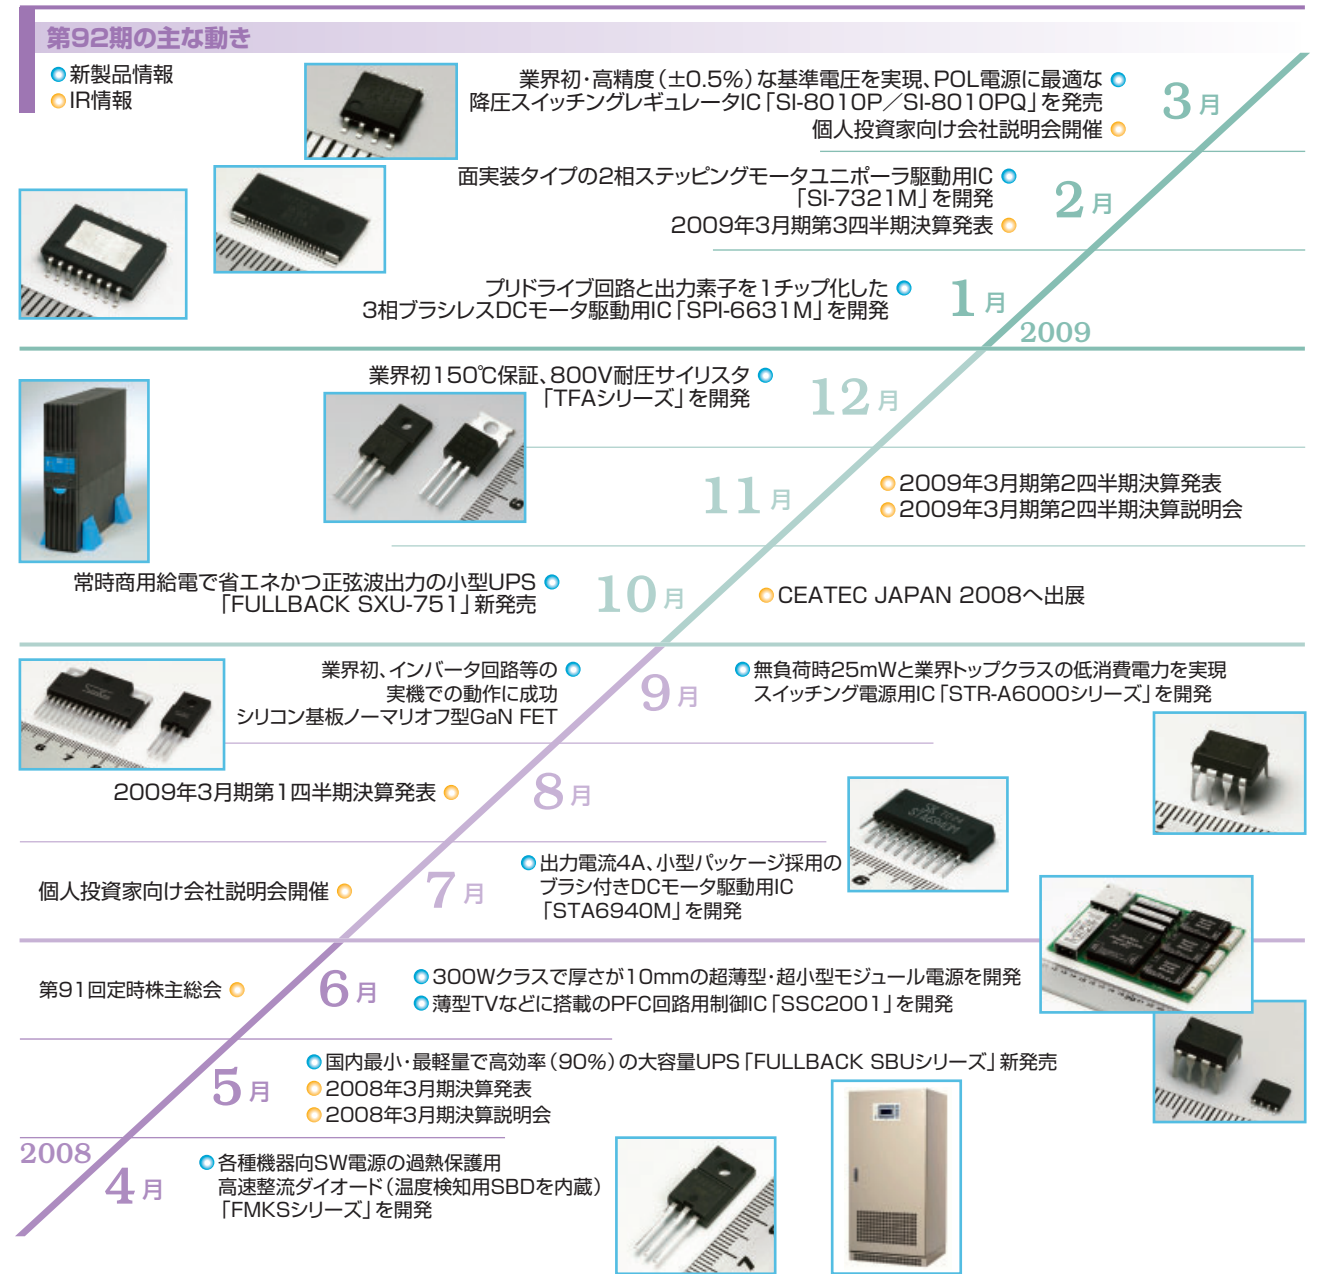 第92期の主な動き
新製品情報
IR情報
業界初・高精度(±0.5%)な基準電圧を実現、POL電源に最適な
降圧スイッチングレギュレータIC「SI-8010P／SI-8010PQ」を発売
個人投資家向け会社説明会開催
3月
面実装タイプの2相ステッピングモータユニポーラ駆動用IC
「SI-7321M」を開発
2009年3月期第3四半期決算発表
2月
プリドライブ回路と出力素子を1チップ化した
3相ブラシレスDCモータ駆動用IC「SPI-6631M」を開発
1月
2009
業界初150℃保証、800V耐圧サイリスタ
「TFAシリーズ」を開発
12月
11月
2009年3月期第2四半期決算発表
2009年3月期第2四半期決算説明会
常時商用給電で省エネかつ正弦波出力の小型UPS
「FULLBACK SXU-751」新発売
10月
CEATEC JAPAN 2008へ出展
業界初、インバータ回路等の
実機での動作に成功
シリコン基板ノーマリオフ型GaN FET
9月
無負荷時25mWと業界トップクラスの低消費電力を実現
スイッチング電源用IC「STR-A6000シリーズ」を開発
2009年3月期第1四半期決算発表
8月
SK 7024
STA6940M
個人投資家向け会社説明会開催
7月
出力電流4A、小型パッケージ採用の
ブラシ付きDCモータ駆動用IC
「STA6940M」を開発
第91回定時株主総会
6月
300Wクラスで厚さが10mmの超薄型・超小型モジュール電源を開発
薄型TVなどに搭載のPFC回路用制御IC「SSC2001」を開発
5月
国内最小・最軽量で高効率(90%)の大容量UPS「FULLBACK SBUシリーズ」新発売
2008年3月期決算発表
2008年3月期決算説明会
2008
4月
各種機器向SW電源の過熱保護用
高速整流ダイオード(温度検知用SBDを内蔵)
「FMKSシリーズ」を開発